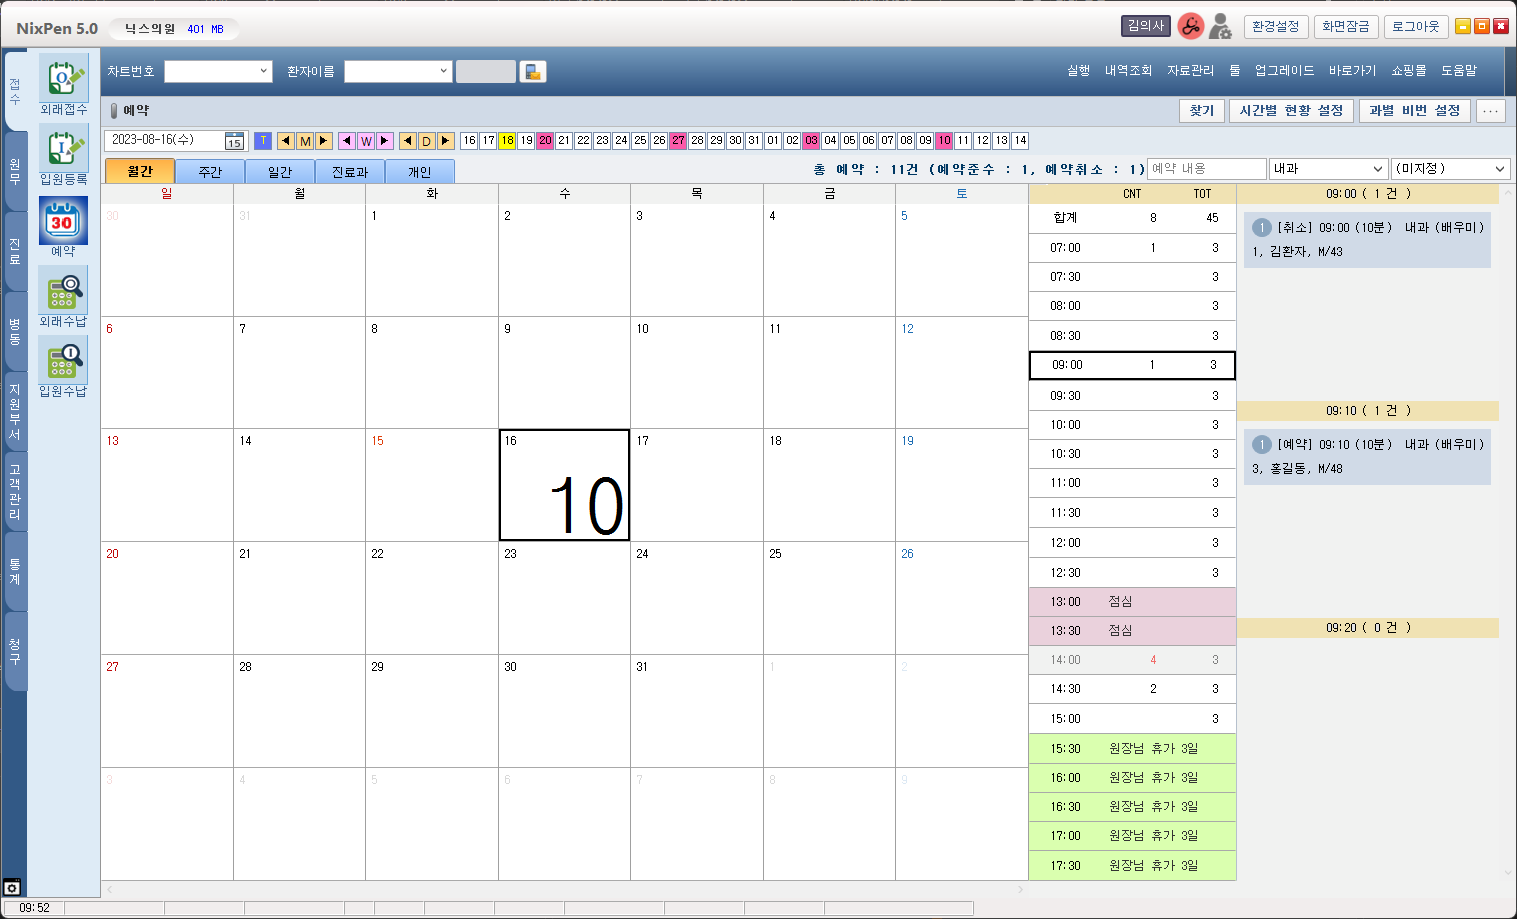 NixPen 5.0 닉스의원 401 MB 김의사 환경설정 화면잠금 로그아웃
차트번호 환자이름 실행 내역조회 자료관리 툴 업그레이드 바로가기 쇼핑몰 도움말
접수
원무
진료
병동
지원부서
고객관리
통계
청구
외래접수
입원등록
30
예약
외래수납
입원수납
예약 찾기 시간별 현황 설정 과별 비번 설정 ...
2023-08-16(수) 15 T M W D 16 17 18 19 20 21 22 23 24 25 26 27 28 29 30 31 01 02 03 04 05 06 07 08 09 10 11 12 13 14
월간 주간 일간 진료과 개인 총 예약 : 11건 (예약준수 : 1, 예약취소 : 1) 예약 내용 내과 (미지정)
일 월 화 수 목 금 토
30 31 1 2 3 4 5
6 7 8 9 10 11 12
13 14 15 16 17 18 19
10
20 21 22 23 24 25 26
27 28 29 30 31 1 2
3 4 5 6 7 8 9
CNT TOT
합계 8 45
07:00 1 3
07:30 3
08:00 3
08:30 3
09:00 1 3
09:30 3
10:00 3
10:30 3
11:00 3
11:30 3
12:00 3
12:30 3
13:00 점심
13:30 점심
14:00 4 3
14:30 2 3
15:00 3
15:30 원장님 휴가 3일
16:00 원장님 휴가 3일
16:30 원장님 휴가 3일
17:00 원장님 휴가 3일
17:30 원장님 휴가 3일
09:00 ( 1 건 )
1 [취소] 09:00 (10분) 내과 (배우미)
1, 김환자, M/43
09:10 ( 1 건 )
1 [예약] 09:10 (10분) 내과 (배우미)
3, 홍길동, M/48
09:20 ( 0 건 )
09:52